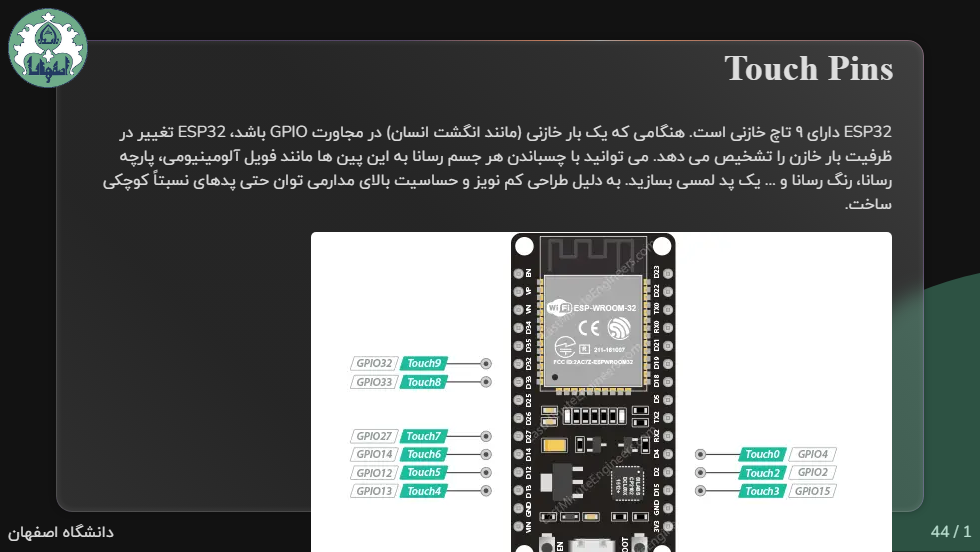 Touch Pins
ESP32 دارای ۹ تاچ خازنی است. هنگامی که یک بار خازنی (مانند انگشت انسان) در مجاورت GPIO باشد، ESP32 تغییر در
ظرفیت بار خازن را تشخیص می دهد. می توانید با چسباندن هر جسم رسانا به این پین ها مانند فویل آلومینیومی، پارچه
رسانا، رنگ رسانا و ... یک پد لمسی بسازید. به دلیل طراحی کم نویز و حساسیت بالای مدارمی توان حتی پدهای نسبتاً کوچکی
ساخت.
EN
VP
VN
D34
D35
D32
D33
D25
D26
D27
D14
D12
D13
GND
VIN
D23
D22
TX0
RX0
D21
D19
D18
D5
TX2
RX2
D4
D2
D15
GND
3V3
WiFi ESP-WROOM-32
CE
R 211-161007
FCC ID:2AC7Z-ESPWROOM32
GPIO32 Touch9
GPIO33 Touch8
GPIO27 Touch7
GPIO14 Touch6
GPIO12 Touch5
GPIO13 Touch4
Touch0 GPIO4
Touch2 GPIO2
Touch3 GPIO15
SILABS
CP2102
EN
دانشگاه اصفهان
44 / 1